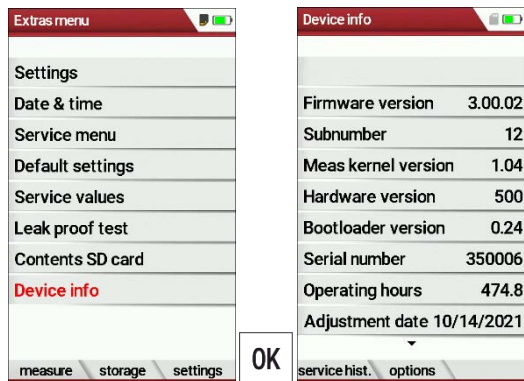 Extras menu
Settings
Date & time
Service menu
Default settings
Service values
Leak proof test
Contents SD card
Device info
measure storage settings
OK
Device info
Firmware version 3.00.02
Subnumber 12
Meas kernel version 1.04
Hardware version 500
Bootloader version 0.24
Serial number 350006
Operating hours 474.8
Adjustment date 10/14/2021
service hist. options